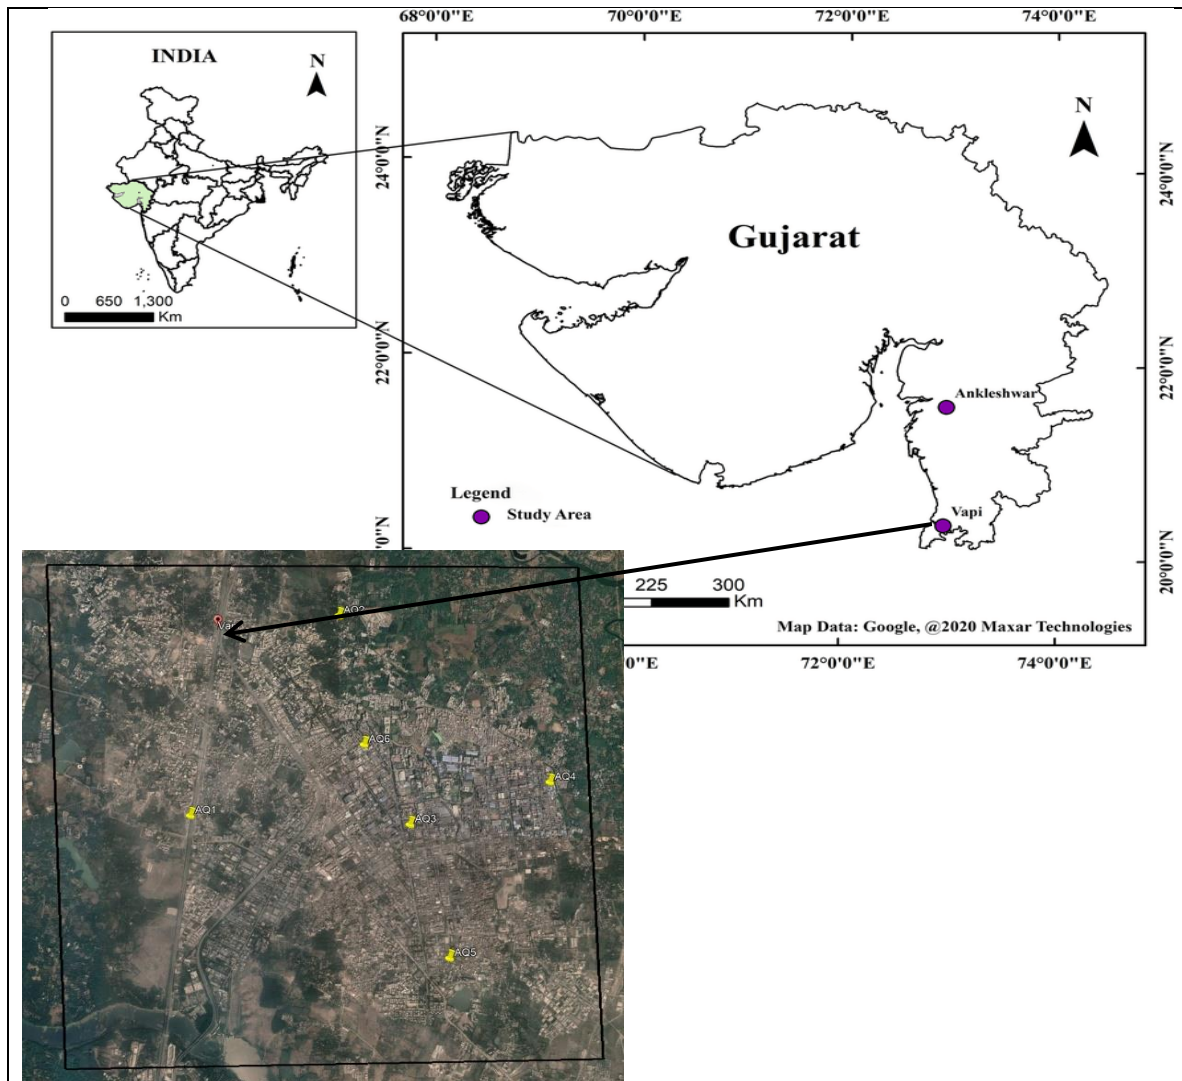 68°0'0"E 70°0'0"E 72°0'0"E 74°0'0"E
INDIA
N
0 650 1,300
Km
24°0'0"N
22°0'0"N
0"N
N
Gujarat
Ankleshwar
Vapi
Legend
Study Area
24°0'0"N
22°0'0"N
20°0'0"N
225 300
Km
Map Data: Google, @2020 Maxar Technologies
0'0"E 72°0'0"E 74°0'0"E
AQ2
AQ6
AQ4
AQ1
AQ3
AQ5